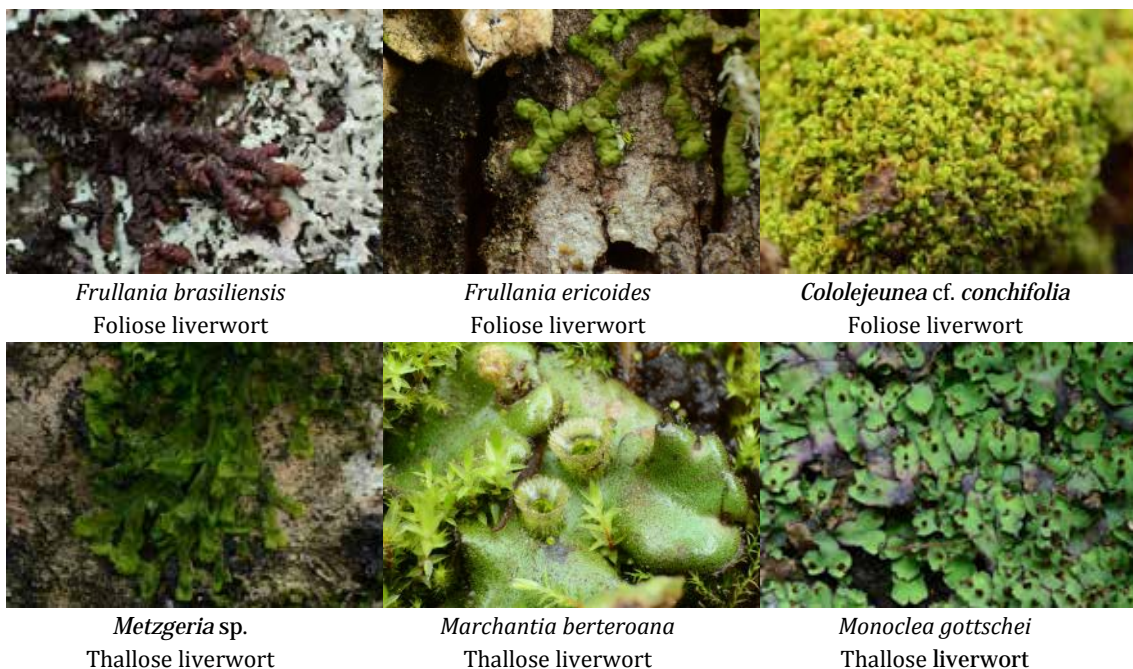 Frullania brasiliensis
Foliose liverwort
Frullania ericoides
Foliose liverwort
Cololejeunea cf. conchifolia
Foliose liverwort
Metzgeria sp.
Thallose liverwort
Marchantia berteroana
Thallose liverwort
Monoclea gottschei
Thallose liverwort